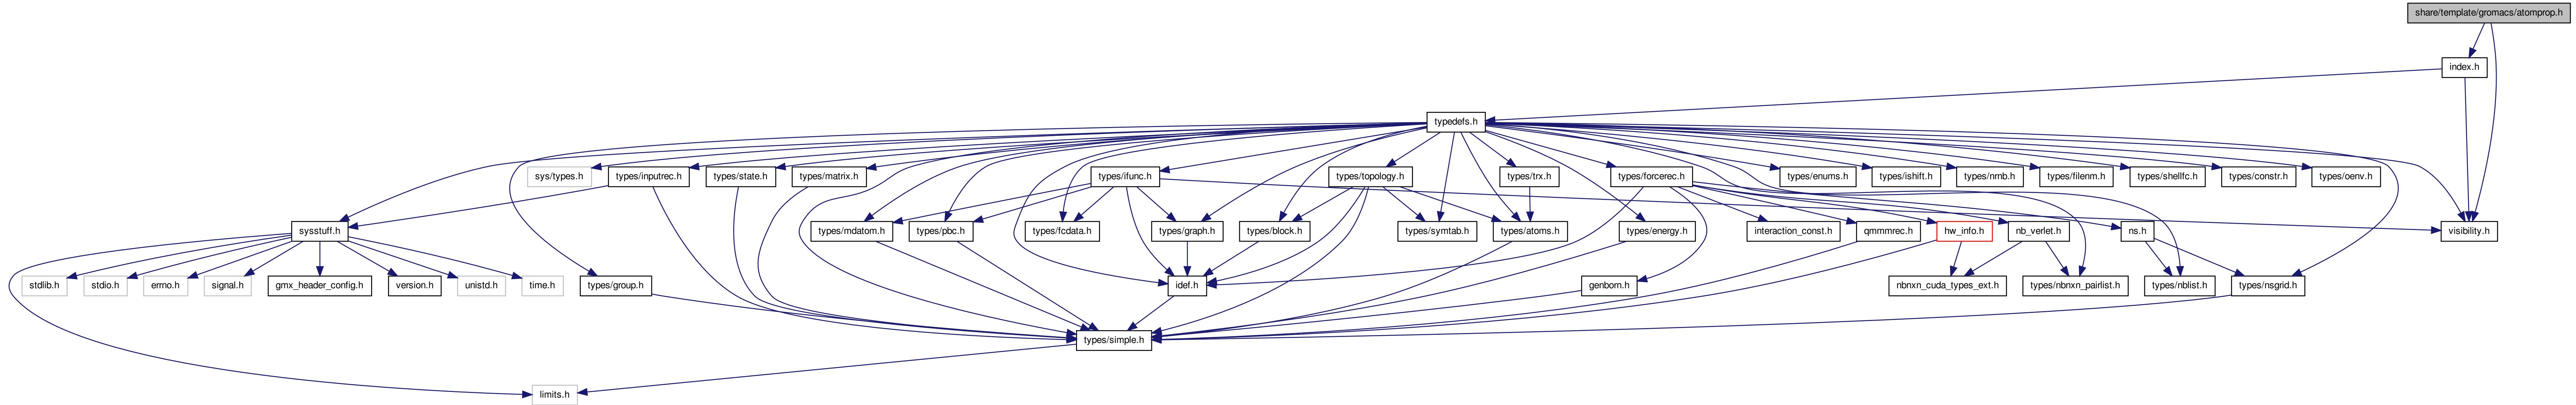 share/template/gromacs/atomprop.h
index.h
typedefs.h
sys/types.h
types/inputrec.h
types/state.h
types/matrix.h
types/ifunc.h
types/topology.h
types/trx.h
types/forcerec.h
types/enums.h
types/ishift.h
types/nrnb.h
types/filenm.h
types/shellfc.h
types/constr.h
types/oenv.h
sysstuff.h
types/mdatom.h
types/pbc.h
types/fcdata.h
types/graph.h
types/block.h
types/symtab.h
types/atoms.h
types/energy.h
interaction_const.h
qmmmrec.h
hw_info.h
nb_verlet.h
ns.h
visibility.h
stdlib.h
stdio.h
errno.h
signal.h
gmx_header_config.h
version.h
unistd.h
time.h
types/group.h
idef.h
genborn.h
nbnxn_cuda_types_ext.h
types/nbnxn_pairlist.h
types/nblist.h
types/nsgrid.h
types/simple.h
limits.h